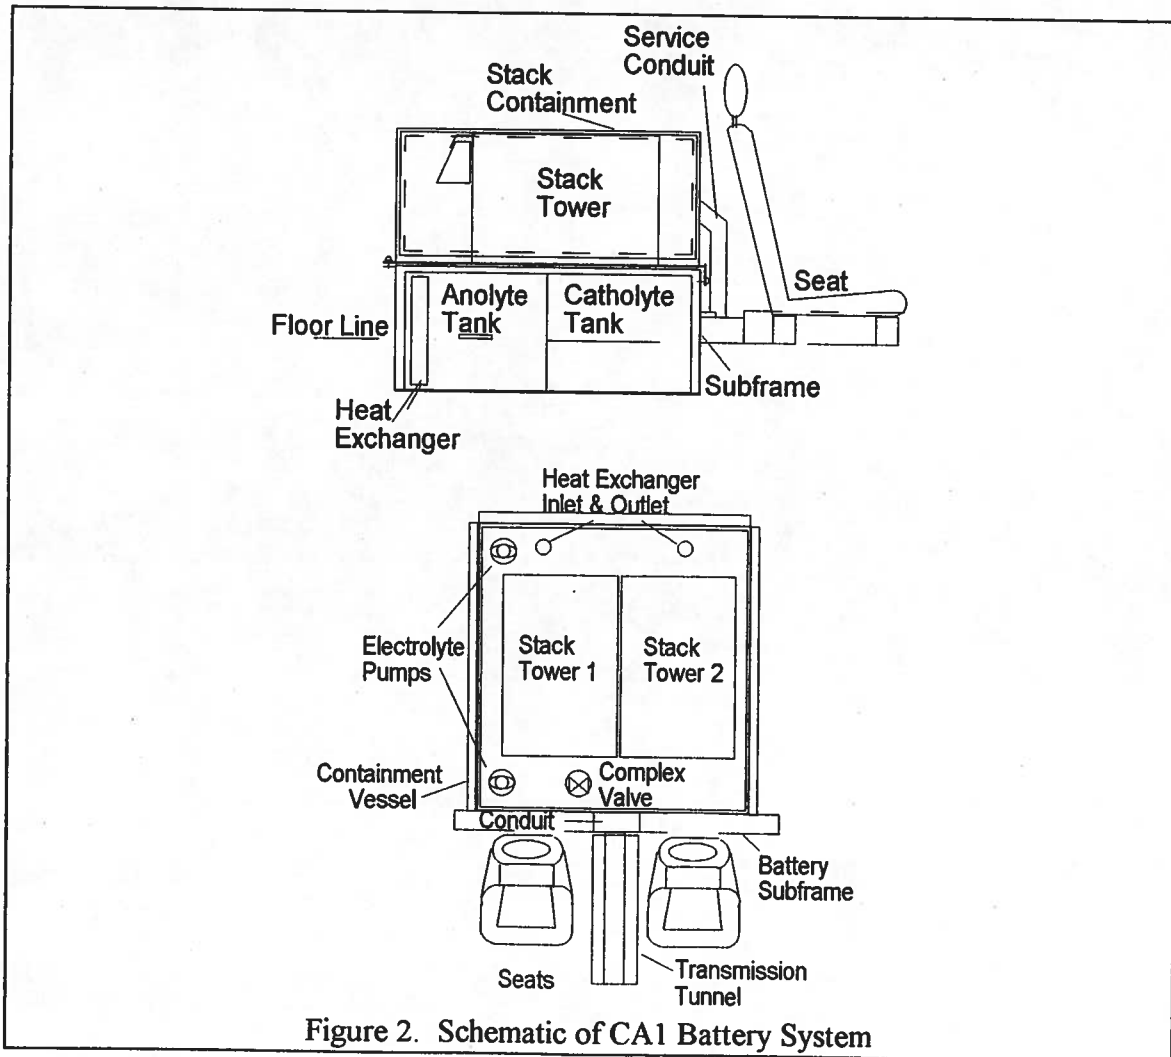 Service
Conduit
Stack
Containment
Stack
Tower
Seat
Anolyte
Tank
Catholyte
Tank
Floor Line
Subframe
Heat
Exchanger
Heat Exchanger
Inlet & Outlet
Electrolyte
Pumps
Stack
Tower 1
Stack
Tower 2
Containment
Vessel
Complex
Valve
Conduit
Battery
Subframe
Seats
Transmission
Tunnel
Figure 2. Schematic of CA1 Battery System